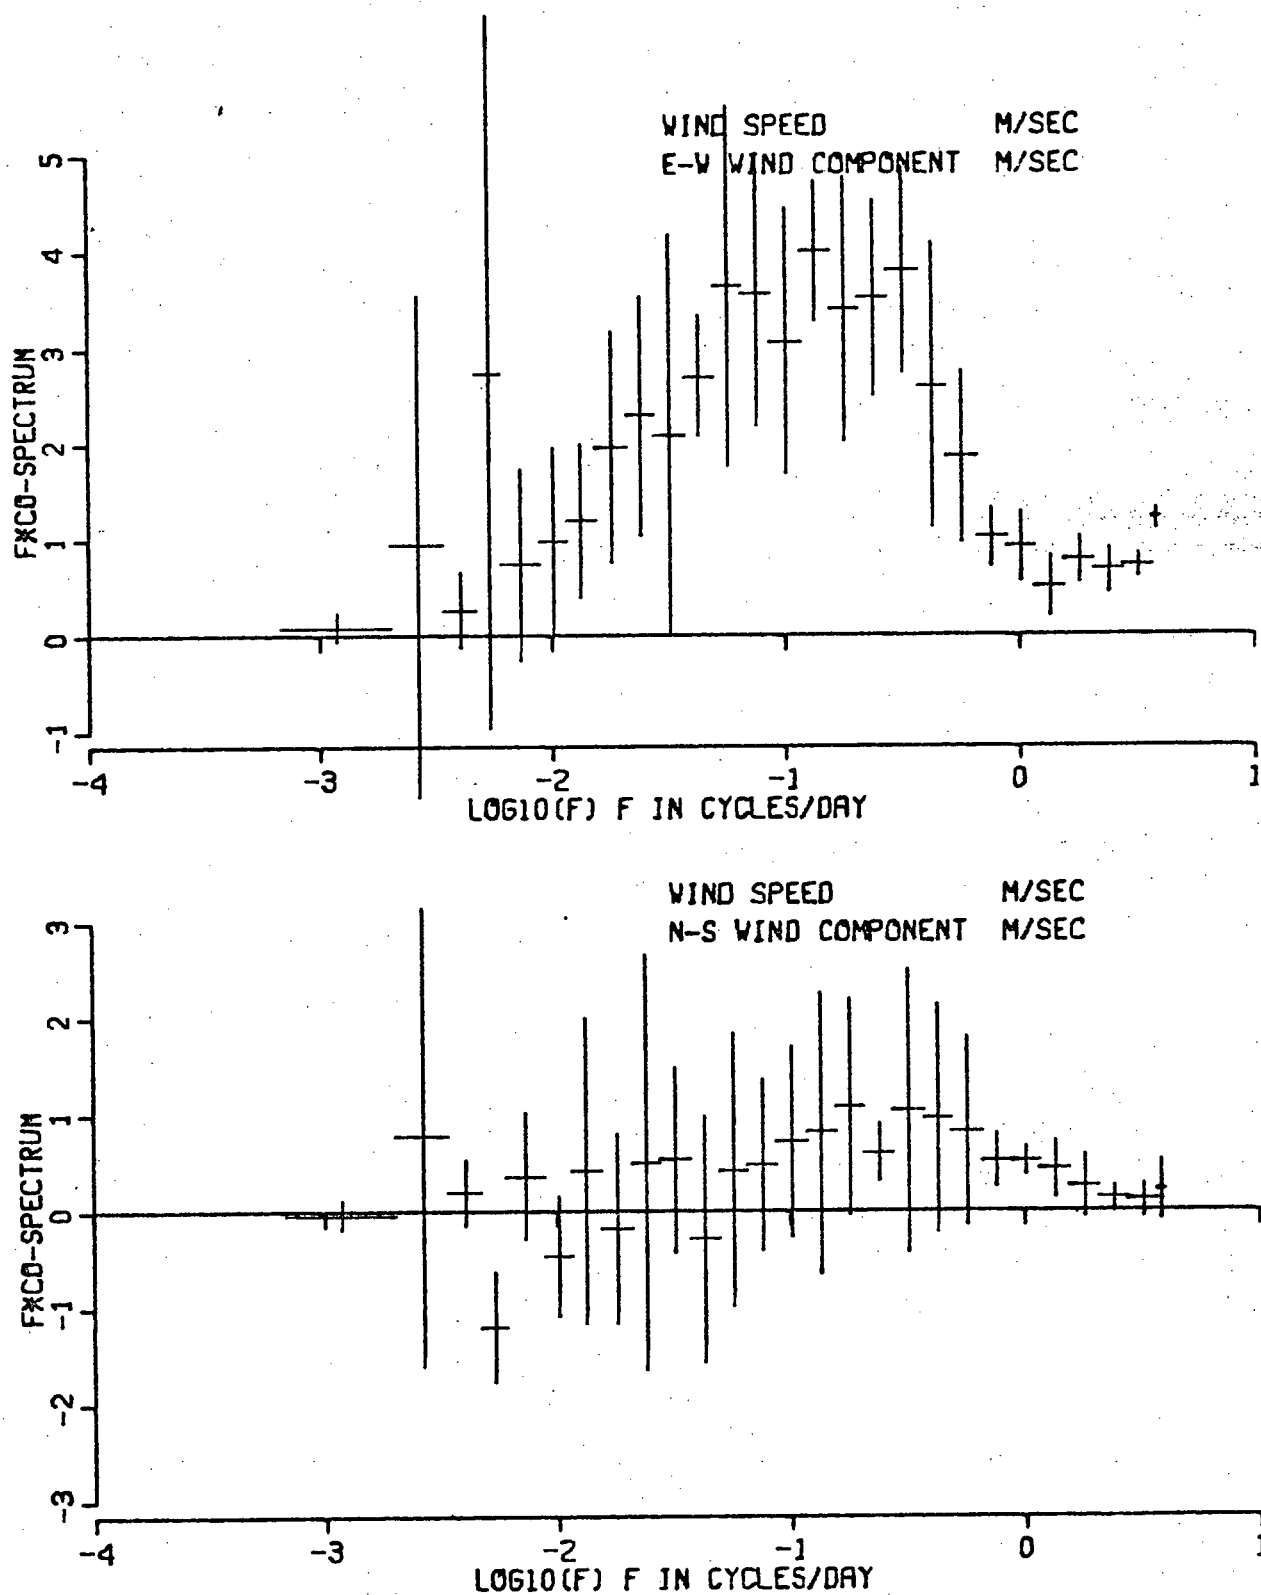 WIND SPEED M/SEC
E-W WIND COMPONENT M/SEC
5
4
3
2
1
0
-1
F*CO-SPECTRUM
-4 -3 -2 -1 0 1
LOG10(F) F IN CYCLES/DAY
WIND SPEED M/SEC
N-S WIND COMPONENT M/SEC
3
2
1
0
-1
-2
-3
F*CO-SPECTRUM
-4 -3 -2 -1 0 1
LOG10(F) F IN CYCLES/DAY